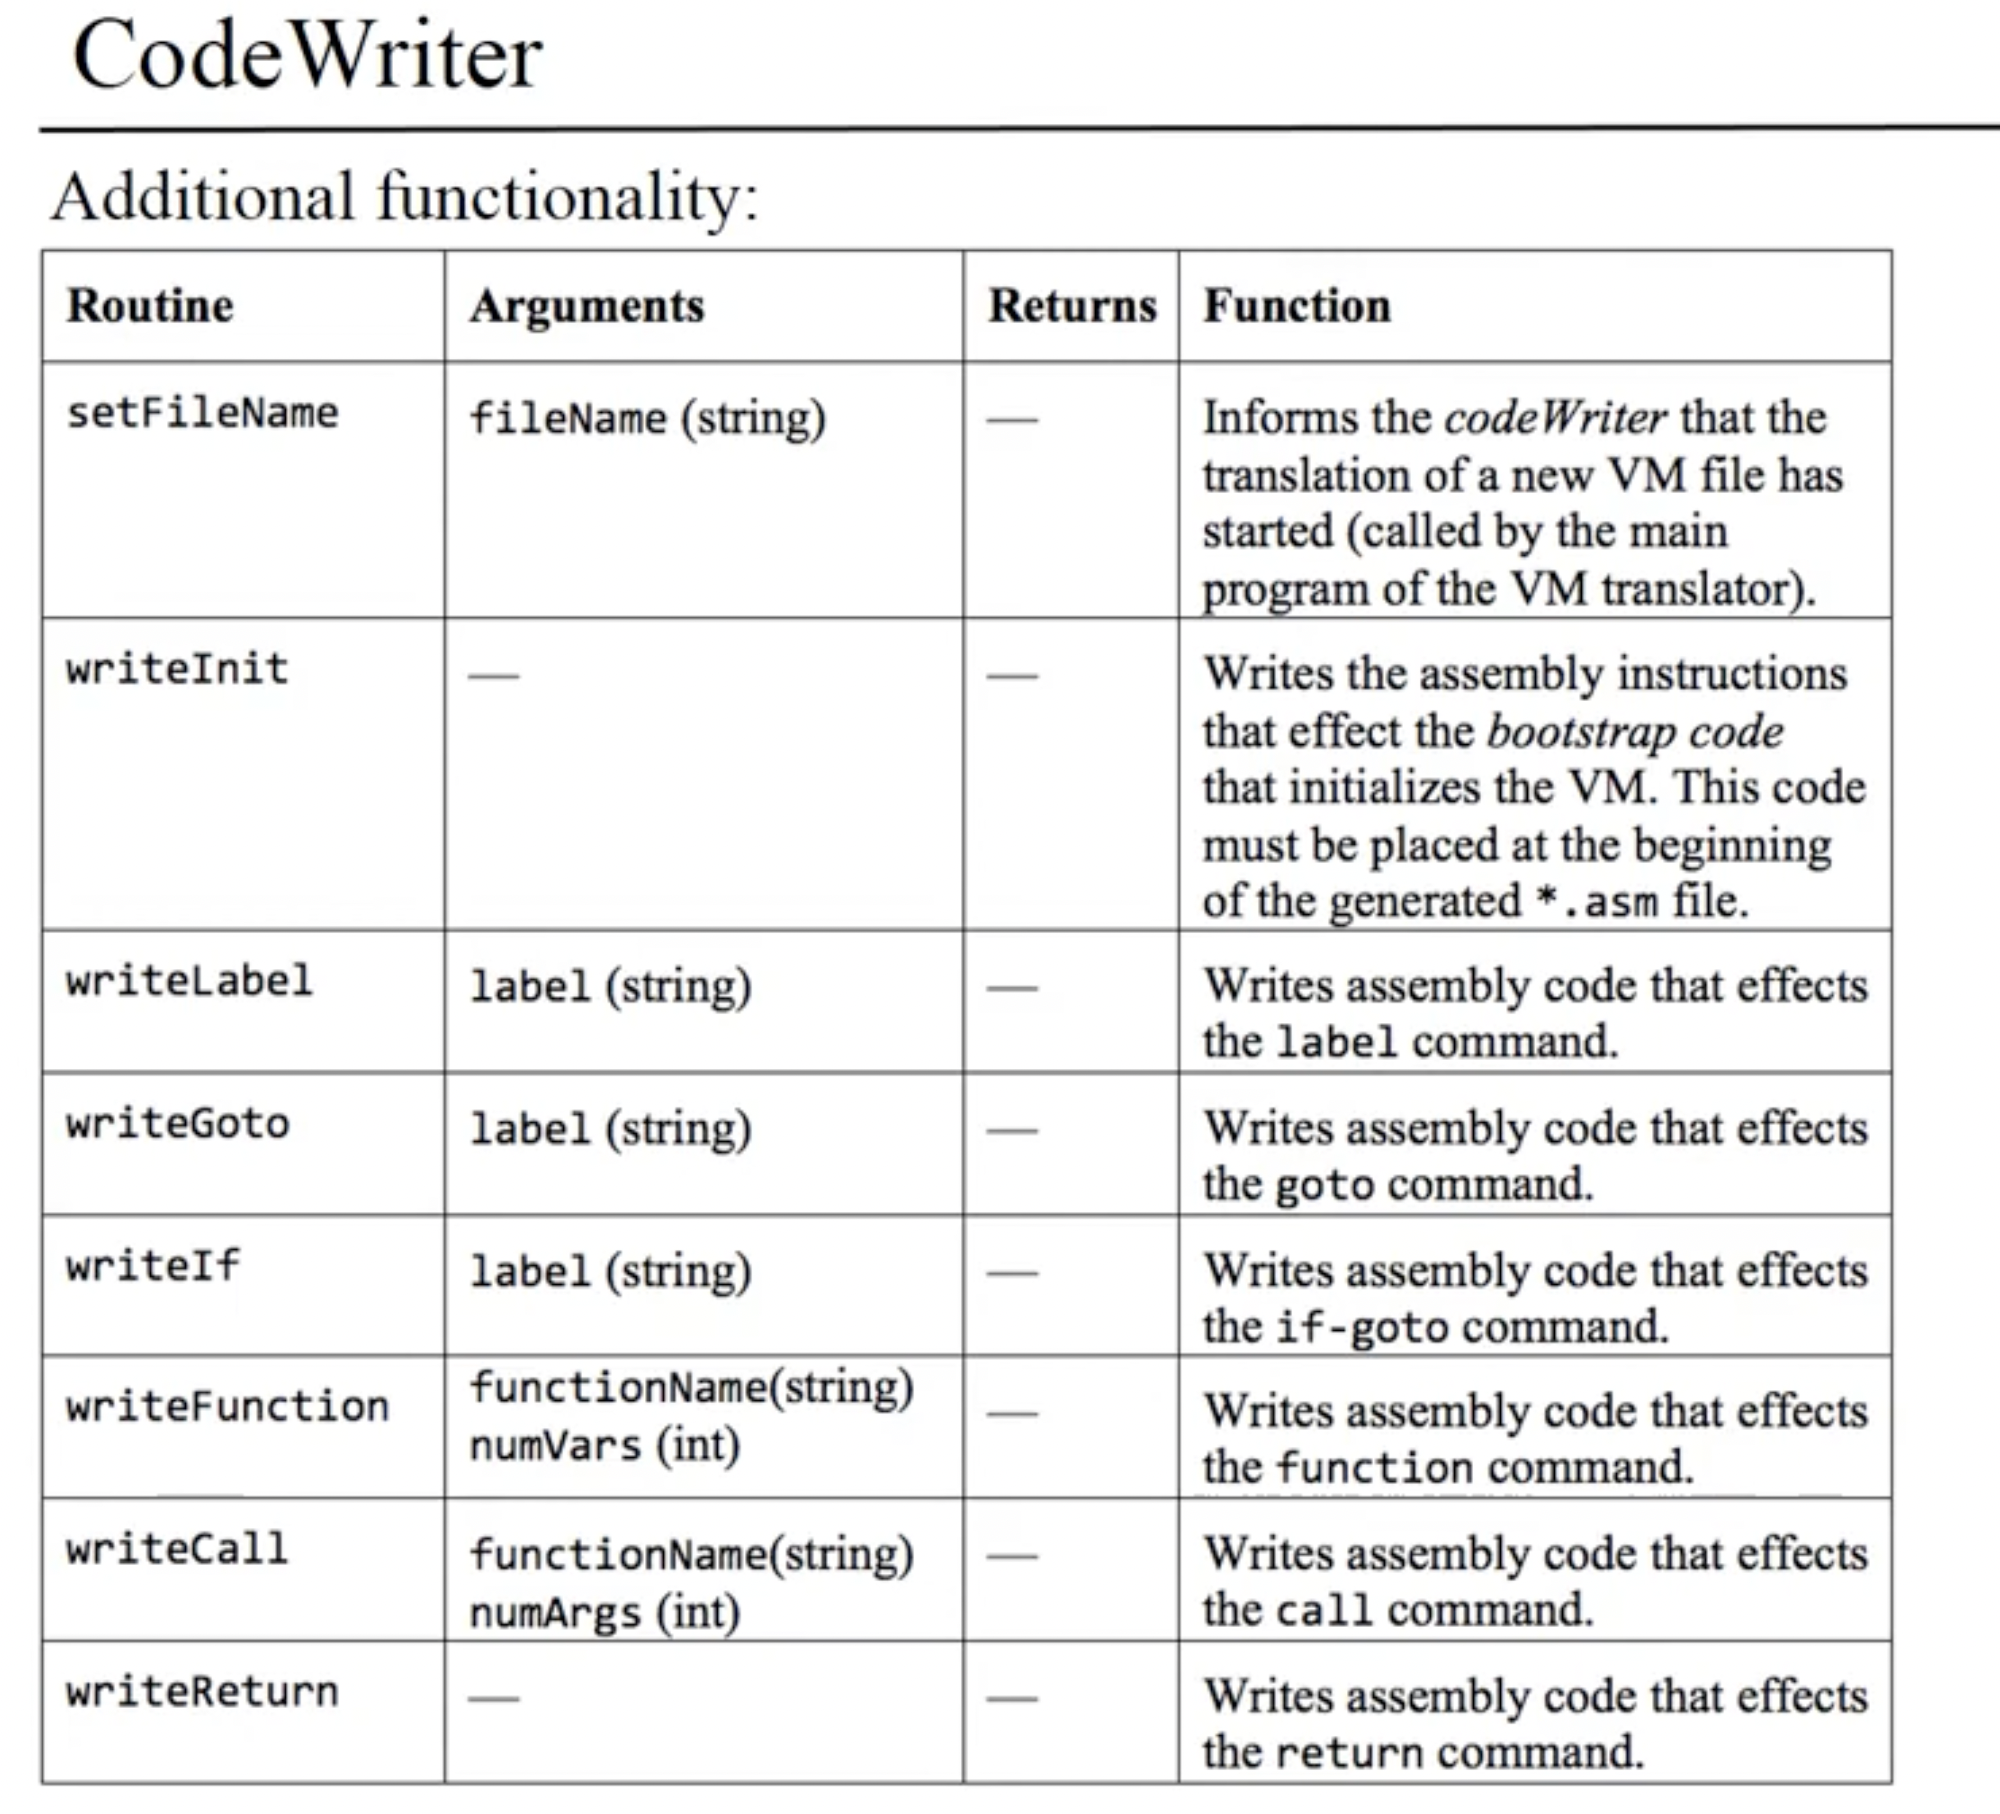 CodeWriter
Additional functionality:
Routine Arguments Returns Function
setFileName fileName (string) — Informs the codeWriter that the
translation of a new VM file has
started (called by the main
program of the VM translator).
writeInit — — Writes the assembly instructions
that effect the bootstrap code
that initializes the VM. This code
must be placed at the beginning
of the generated *.asm file.
writeLabel label (string) — Writes assembly code that effects
the label command.
writeGoto label (string) — Writes assembly code that effects
the goto command.
writeIf label (string) — Writes assembly code that effects
the if-goto command.
writeFunction functionName(string) — Writes assembly code that effects
numVars (int) the function command.
writeCall functionName(string) — Writes assembly code that effects
numArgs (int) the call command.
writeReturn — — Writes assembly code that effects
the return command.